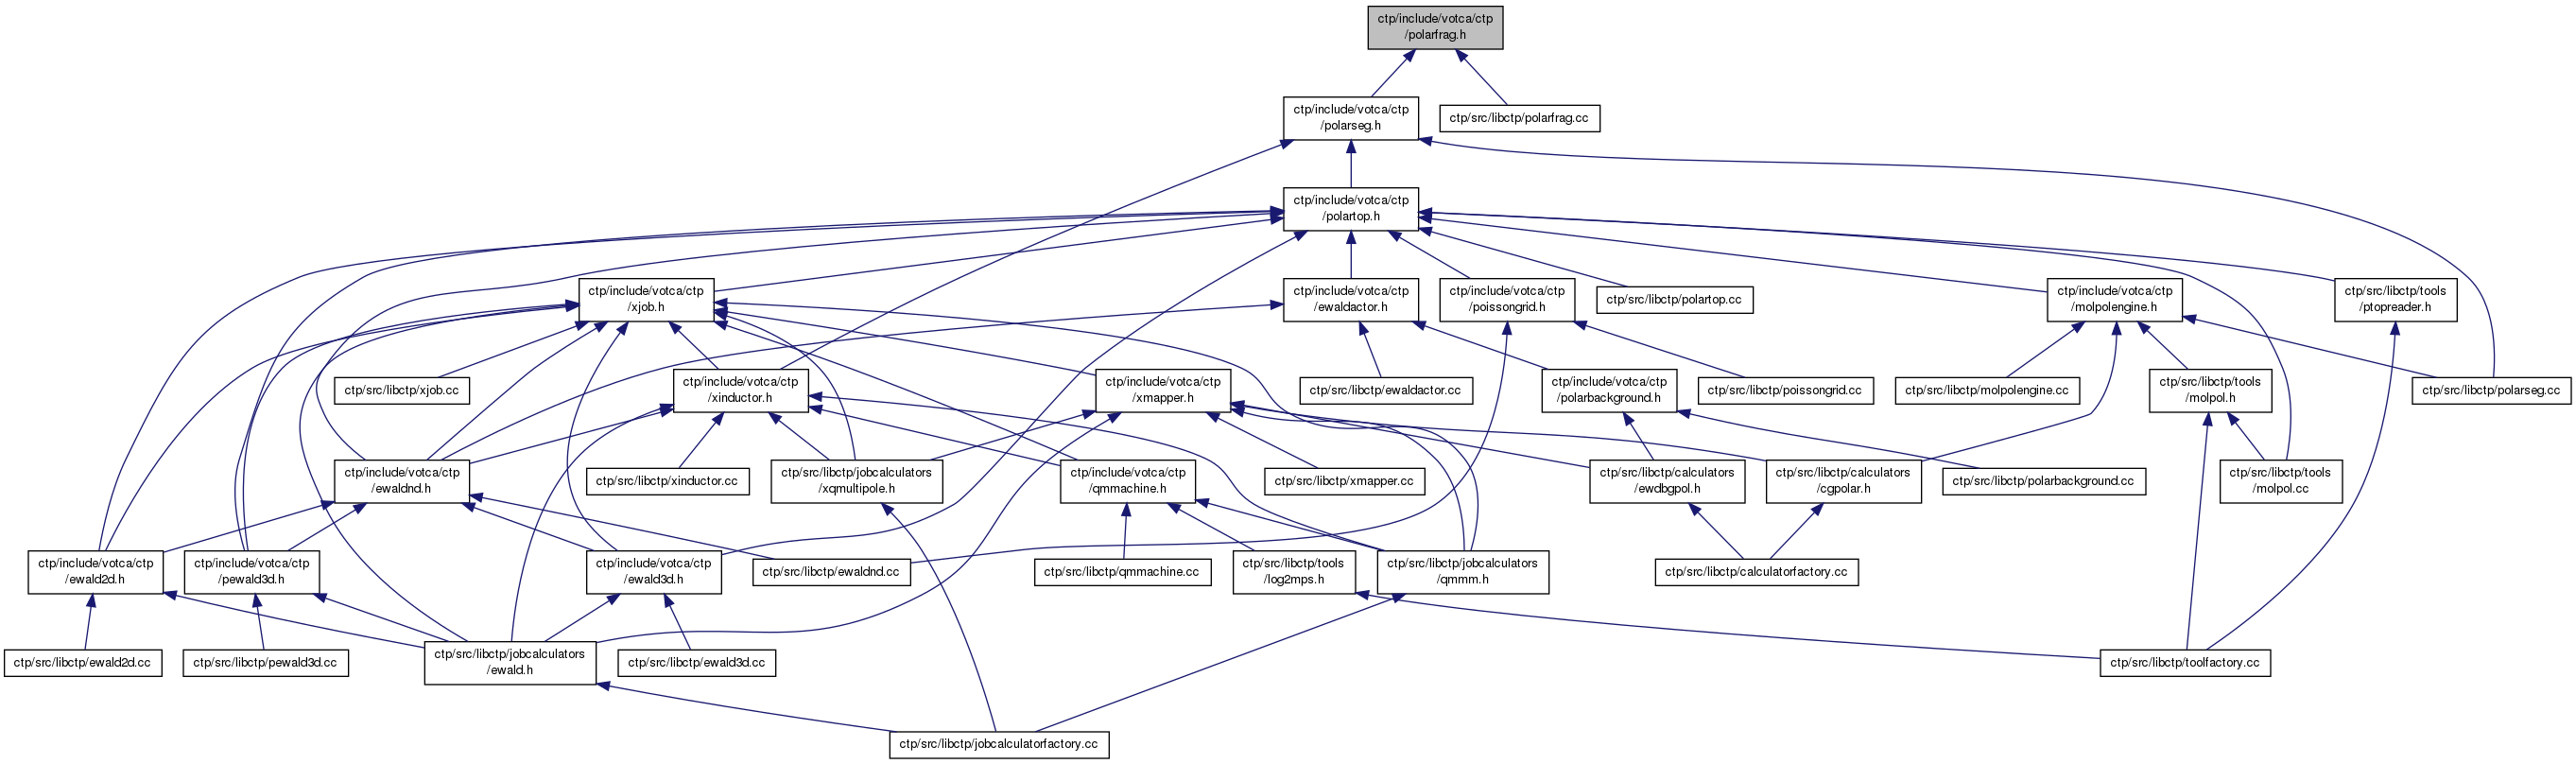 ctp/include/votca/ctp
/polarfrag.h
ctp/include/votca/ctp
/polarseg.h
ctp/src/libctp/polarfrag.cc
ctp/include/votca/ctp
/polartop.h
ctp/include/votca/ctp
/xjob.h
ctp/include/votca/ctp
/ewaldactor.h
ctp/include/votca/ctp
/poissongrid.h
ctp/src/libctp/polartop.cc
ctp/include/votca/ctp
/molpolengine.h
ctp/src/libctp/tools
/ptopreader.h
ctp/src/libctp/xjob.cc
ctp/include/votca/ctp
/xinductor.h
ctp/include/votca/ctp
/xmapper.h
ctp/src/libctp/ewaldactor.cc
ctp/include/votca/ctp
/polarbackground.h
ctp/src/libctp/poissongrid.cc
ctp/src/libctp/molpolengine.cc
ctp/src/libctp/tools
/molpol.h
ctp/src/libctp/polarseg.cc
ctp/include/votca/ctp
/ewaldnd.h
ctp/src/libctp/xinductor.cc
ctp/src/libctp/jobcalculators
/xqmultipole.h
ctp/include/votca/ctp
/qmmachine.h
ctp/src/libctp/xmapper.cc
ctp/src/libctp/calculators
/ewdbgpol.h
ctp/src/libctp/calculators
/cgpolar.h
ctp/src/libctp/polarbackground.cc
ctp/src/libctp/tools
/molpol.cc
ctp/include/votca/ctp
/ewald2d.h
ctp/include/votca/ctp
/pewald3d.h
ctp/include/votca/ctp
/ewald3d.h
ctp/src/libctp/ewaldnd.cc
ctp/src/libctp/qmmachine.cc
ctp/src/libctp/tools
/log2mps.h
ctp/src/libctp/jobcalculators
/qmmm.h
ctp/src/libctp/calculatorfactory.cc
ctp/src/libctp/ewald2d.cc
ctp/src/libctp/pewald3d.cc
ctp/src/libctp/jobcalculators
/ewald.h
ctp/src/libctp/ewald3d.cc
ctp/src/libctp/toolfactory.cc
ctp/src/libctp/jobcalculatorfactory.cc